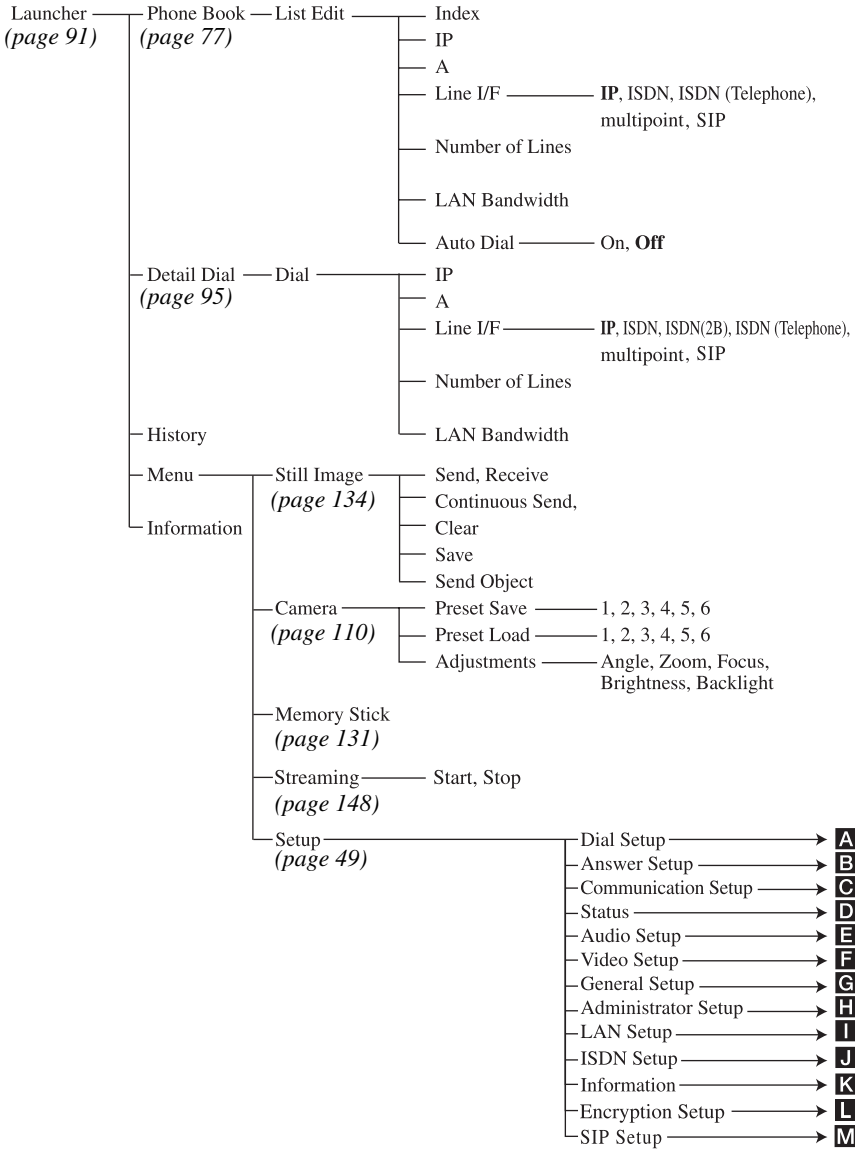 Launcher Phone Book List Edit Index
(page 91) (page 77) IP
A
Line I/F IP, ISDN, ISDN (Telephone),
multipoint, SIP
Number of Lines
LAN Bandwidth
Auto Dial On, Off
Detail Dial Dial IP
(page 95) A
Line I/F IP, ISDN, ISDN(2B), ISDN (Telephone),
multipoint, SIP
Number of Lines
History LAN Bandwidth
Menu Still Image Send, Receive
(page 134) Continuous Send,
Information Clear
Save
Send Object
Camera Preset Save 1, 2, 3, 4, 5, 6
(page 110) Preset Load 1, 2, 3, 4, 5, 6
Adjustments Angle, Zoom, Focus,
Brightness, Backlight
Memory Stick
(page 131)
Streaming Start, Stop
(page 148)
Setup Dial Setup A
(page 49) Answer Setup B
Communication Setup C
Status D
Audio Setup E
Video Setup F
General Setup G
Administrator Setup H
LAN Setup I
ISDN Setup J
Information K
Encryption Setup L
SIP Setup M